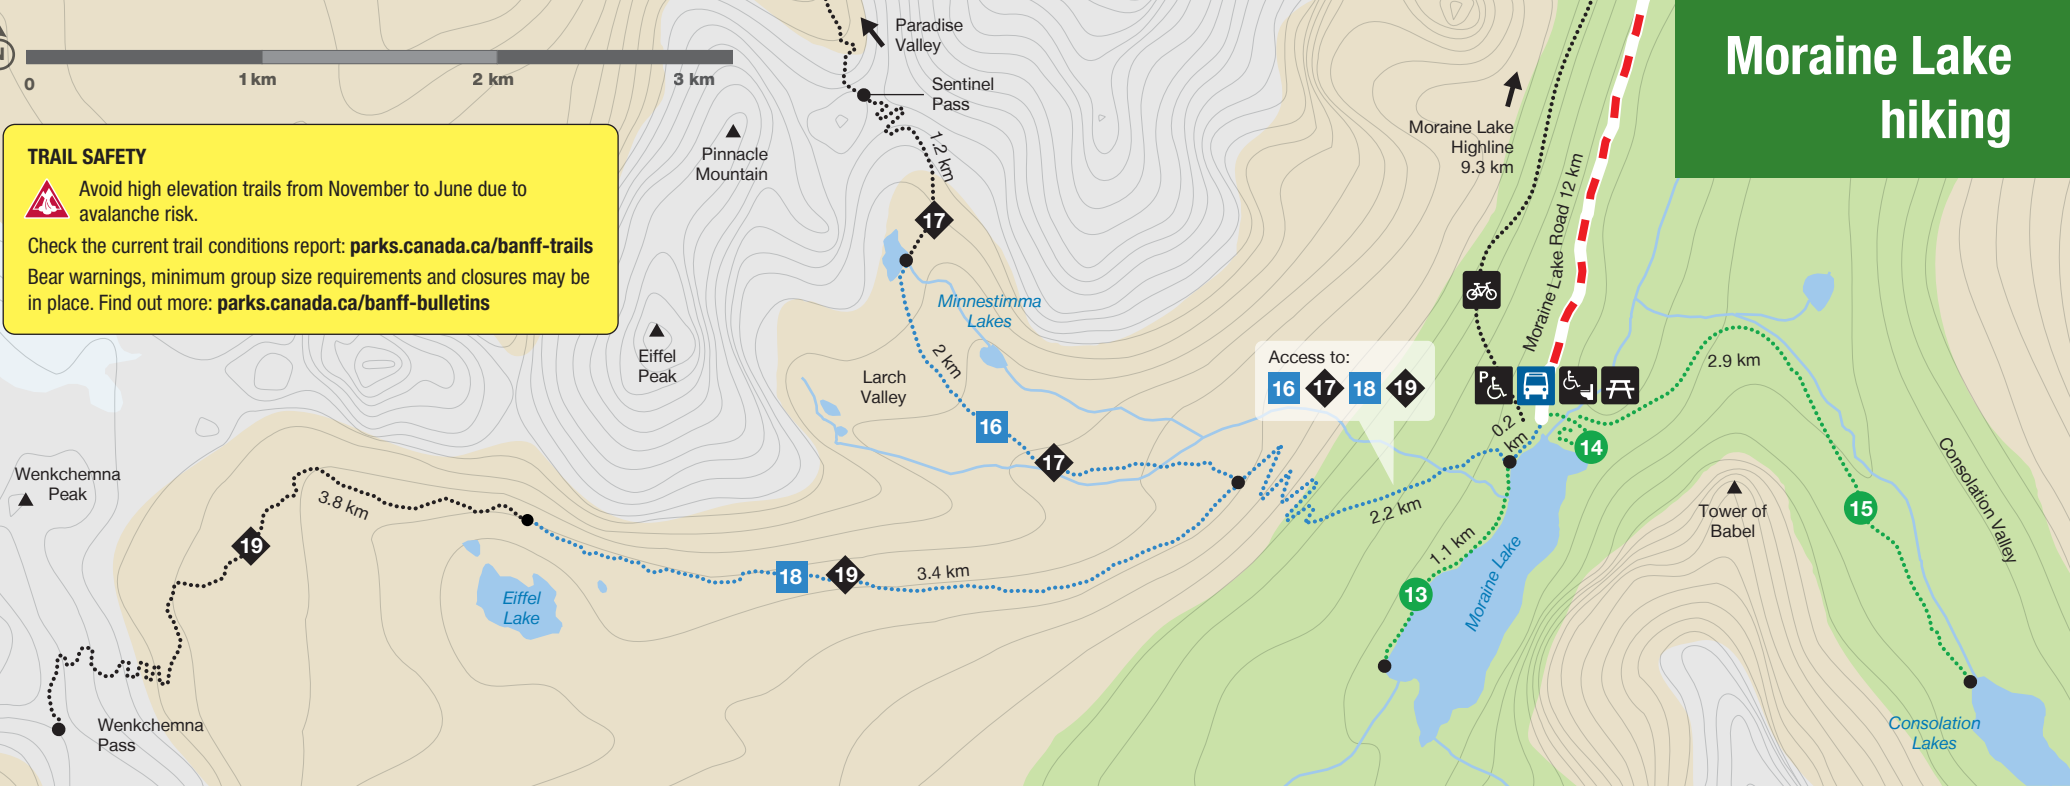 Moraine Lake
hiking
N
0
1 km
2 km
3 km
TRAIL SAFETY
Avoid high elevation trails from November to June due to
avalanche risk.
Check the current trail conditions report: parks.canada.ca/banff-trails
Bear warnings, minimum group size requirements and closures may be
in place. Find out more: parks.canada.ca/banff-bulletins
Paradise
Valley
Sentinel
Pass
1.2 km
Pinnacle
Mountain
17
Minnestimma
Lakes
Eiffel
Peak
2 km
Larch
Valley
16
17
Moraine Lake
Highline
9.3 km
Moraine Lake Road 12 km
Access to:
16 17 18 19
P
0.2
km
14
2.9 km
15
Consolation Valley
Tower of
Babel
Wenkchemna
Peak
3.8 km
19
18
19
3.4 km
2.2 km
1.1 km
13
Moraine Lake
Eiffel
Lake
Wenkchemna
Pass
Consolation
Lakes